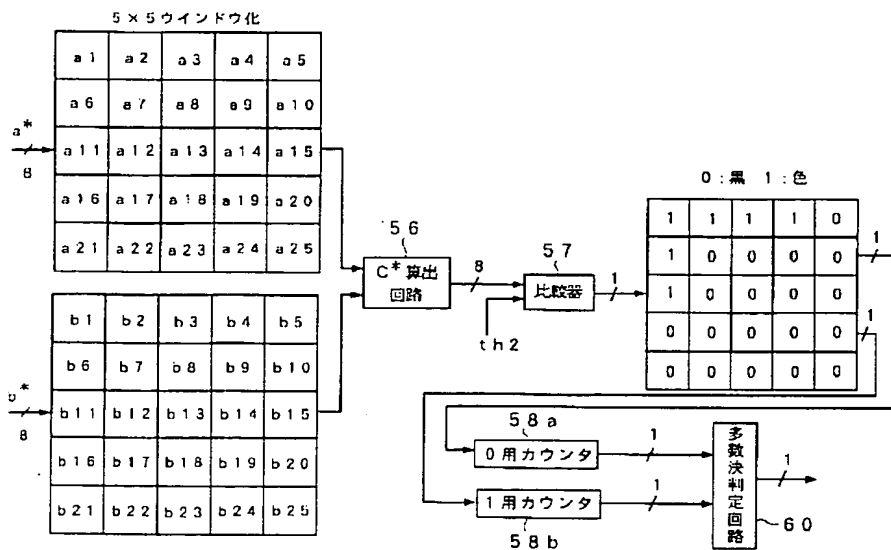 5×5ウインドウ化
a1 a2 a3 a4 a5
a6 a7 a8 a9 a10
a*
8
a11 a12 a13 a14 a15
a16 a17 a18 a19 a20
a21 a22 a23 a24 a25
b1 b2 b3 b4 b5
b6 b7 b8 b9 b10
8
b11 b12 b13 b14 b15
b16 b17 b18 b19 b20
b21 b22 b23 b24 b25
56
C*算出
回路
8
57
比較器
th2
1
0:黒 1:色
1 1 1 1 0
1 0 0 0 0
1 0 0 0 0
0 0 0 0 0
0 0 0 0 0
1
1
58a
0用カウンタ
1
1用カウンタ
1
58b
多数決判定回路
1
60